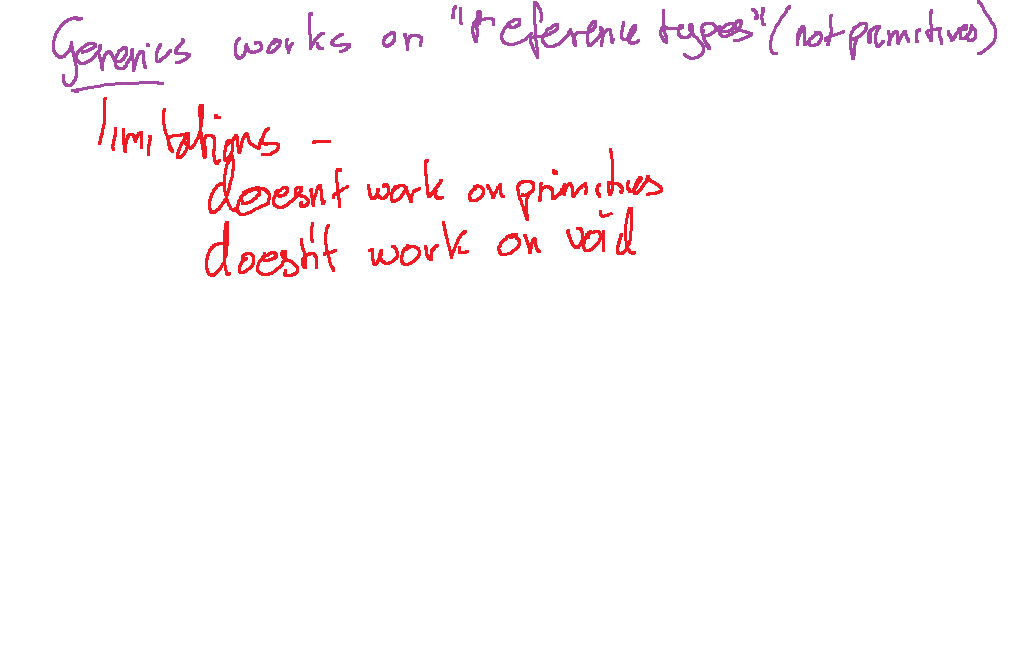 Generics works on "reference types" (not primitives)
limitations -
doesn't work on primitives
doesn't work on void